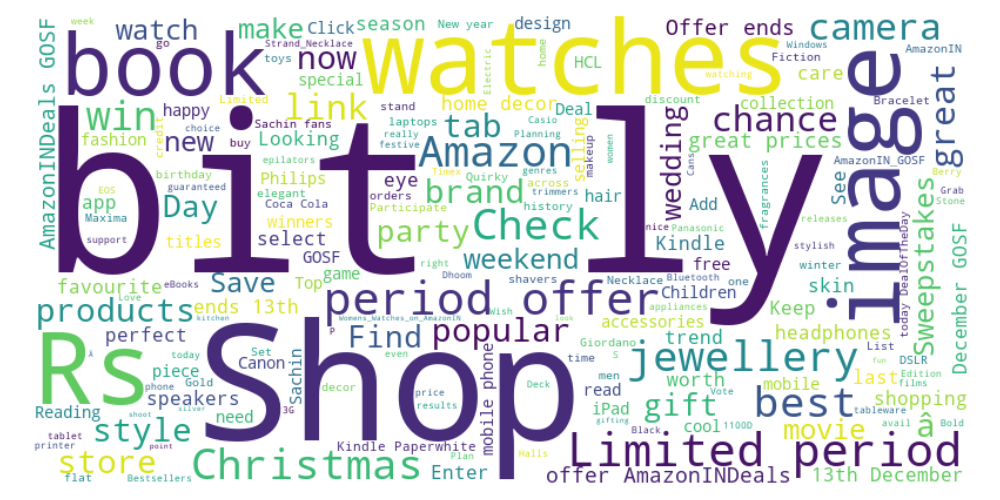 bit ly
Shop
watches
image
book
Rs
Limited period
period offer
Christmas
jewellery
Amazon
Check
camera
win
link
tab
brand
party
weekend
popular
Find
products
style
store
gift
best
movie
chance
great
great prices
wedding
Sweepstakes
December GOSF
AmazonINDeals GOSF
watch
make
Click
season
New year
design
Offer ends
week
go
Strand_Necklace
toys
now
special
Electric
home
HCL
watching
Windows
Fiction
AmazonIN
care
Limited
happy
new
credit
choice
buy
fashion
Sachin fans
Looking
stand
laptops
really
festive
home decor
Deal
Casio
Planning
selling
makeup
women
discount
collection
Bracelet
Cans
AmazonIN_GOSF
See
Berry
Grab
Stone
birthday
guaranteed
epilators
elegant
Philips
EOS
app
Maxima
support
Day
titles
Coca Cola
winners
select
GOSF
eye
orders
Timex
Participate
Quirky
genres
across
trimmers
history
hair
Add
fragrances
nice
Panasonic
releases
stylish
today DealOfTheDay
Kindle
free
right
Dhoom
shavers
Necklace
Bluetooth
one
Children
winter
skin
favourite
eBooks
Love
Save
Top
game
ends 13th
perfect
kitchen
Womens_Watches_on_AmazonIN
P
Wish
look
appliances
accessories
Keep
headphones
List
DSLR
Edition
films
fun
last
shopping
trend
Giordano
S
time
men
worth
mobile
Vote
tableware
avail
Bold
â›
Â
today
Set
even
piece
Canon
Sachin
phone
Gold
decor
price
results
Deck
mobile phone
read
iPad
cool
1100D
gifting
Black
Reading
speakers
need
3G
shoot
silver
tablet
printer
point
flat
Bestsellers
Kindle Paperwhite
Plan
Enter
Halls
offer AmazonINDeals
13th December